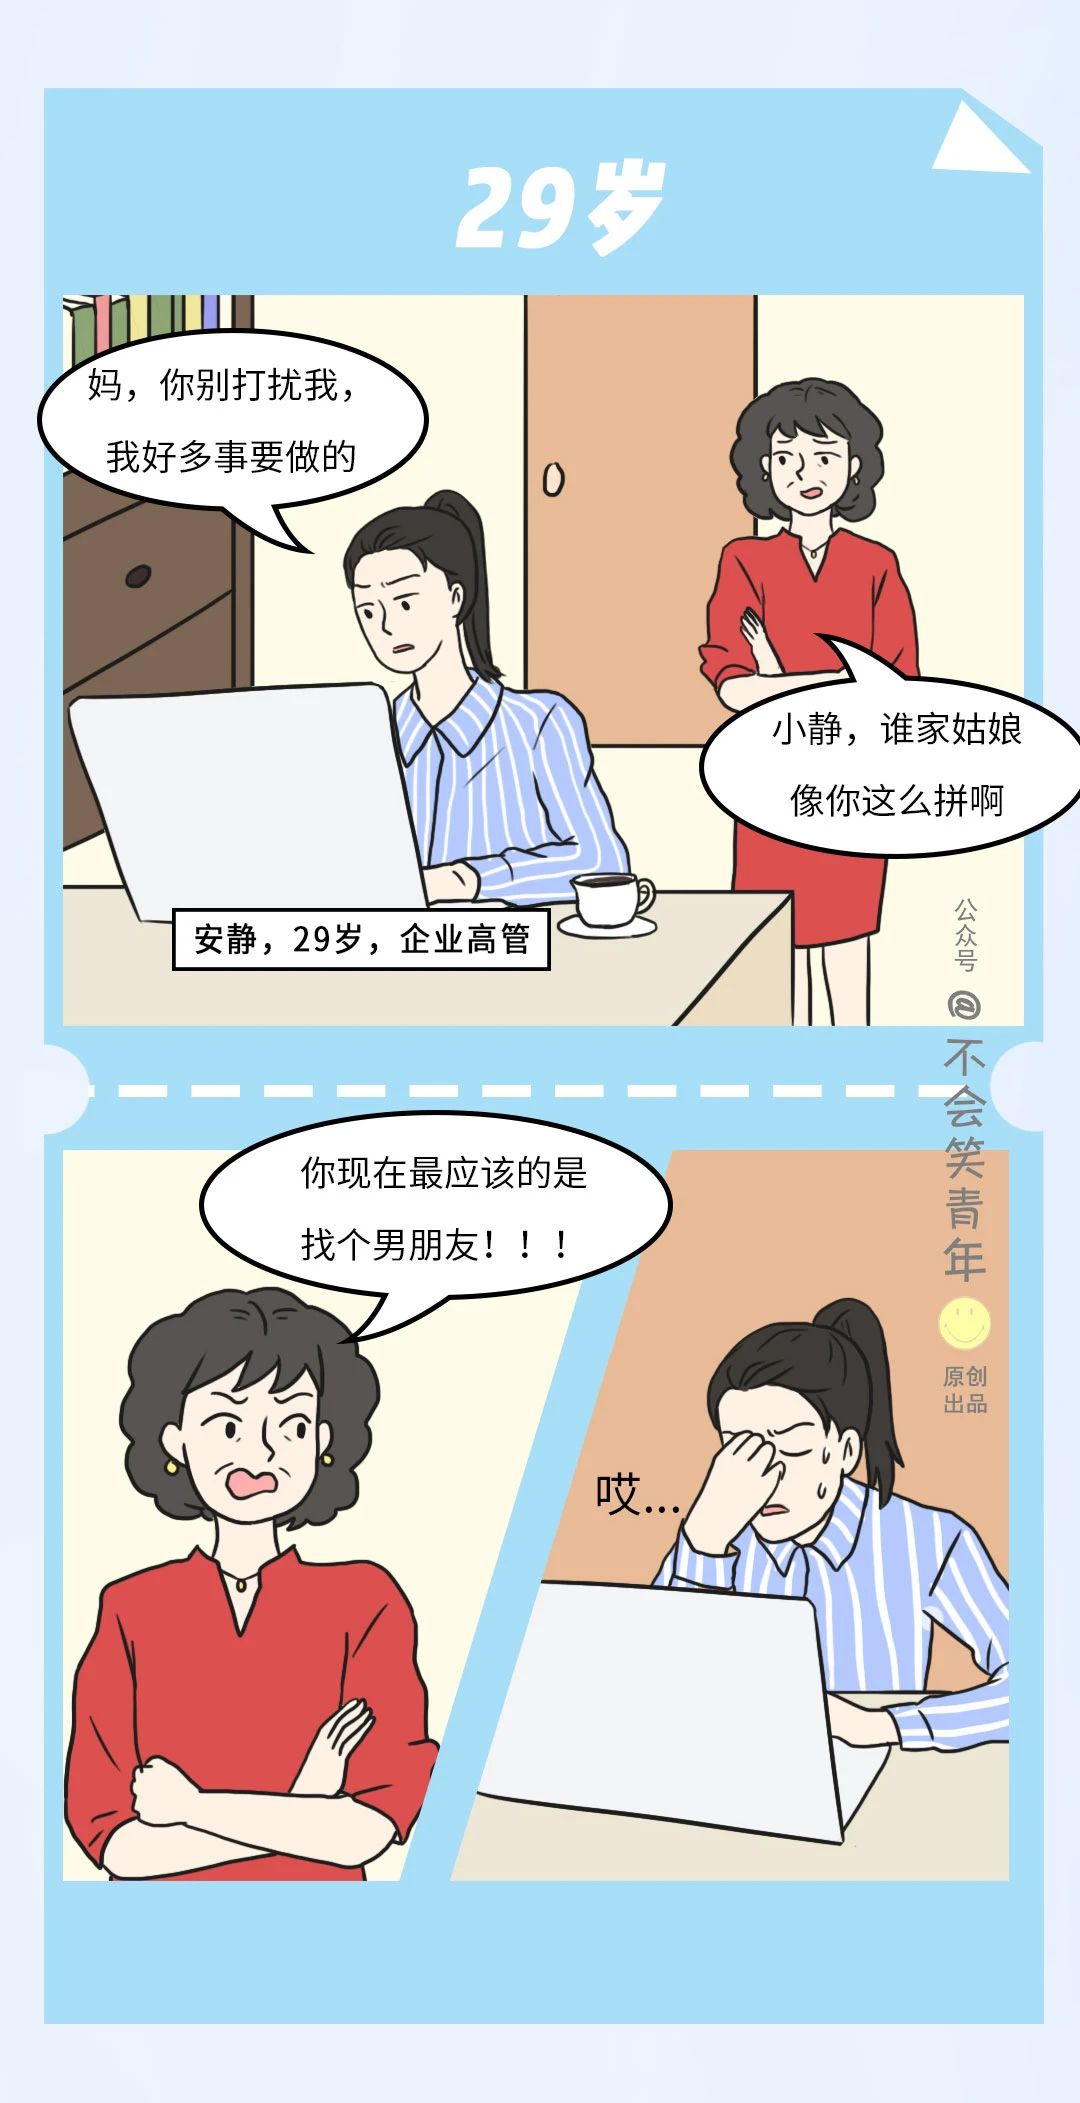 29岁
妈，你别打扰我，
我好多事要做的
小静，谁家姑娘
像你这么拼啊
安静，29岁，企业高管
公众号
@不会笑青年
原创
出品
你现在最应该的是
找个男朋友！！！
哎...